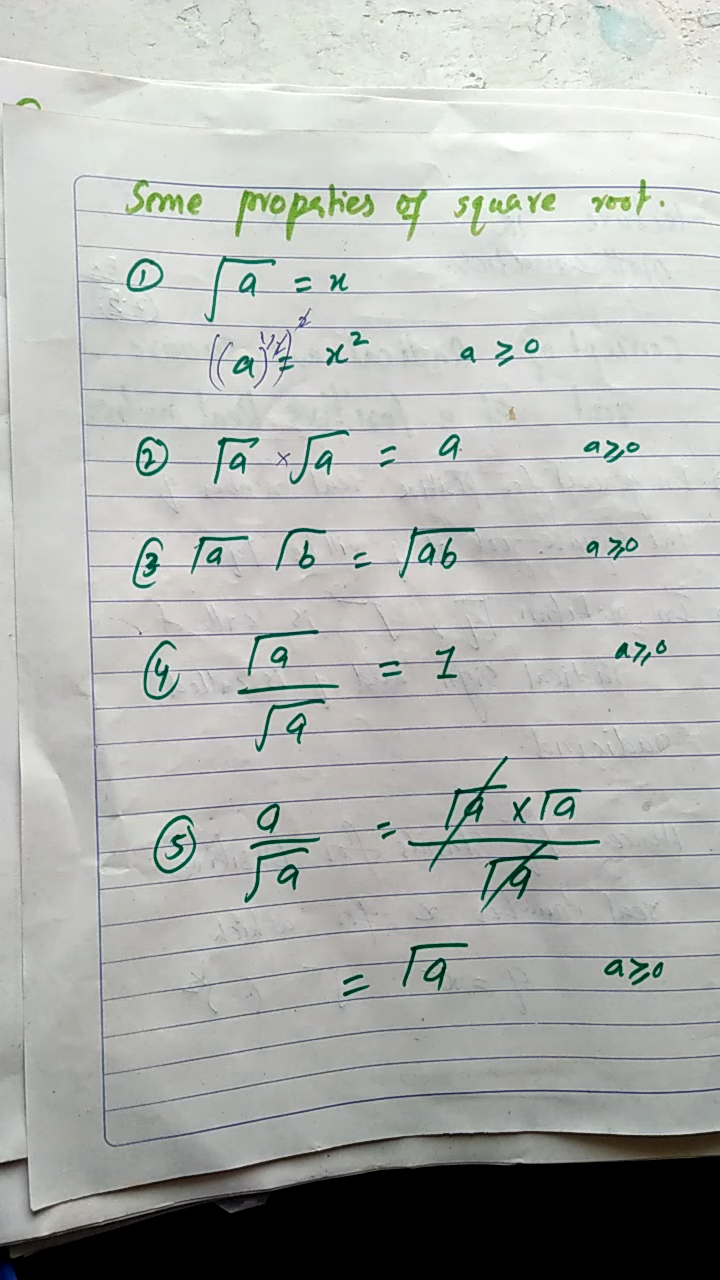 Some propaties of square root.
① √a = x
((a)^1/2)^2 = x² a ≥ 0
② √a × √a = a a ≥ 0
③ √a √b = √ab a ≥ 0
④ √a / √a = 1 a ≥ 0
⑤ a / √a = √a × √a / √a
= √a a ≥ 0